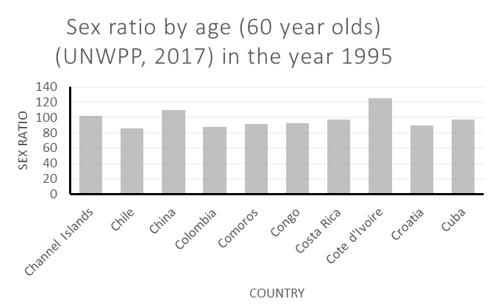 Sex ratio by age (60 year olds)
(UNWPP, 2017) in the year 1995
SEX RATIO
140
120
100
80
60
40
20
0
Channel Islands
Chile
China
Colombia
Comoros
Congo
Costa Rica
Cote d'Ivoire
Croatia
Cuba
COUNTRY